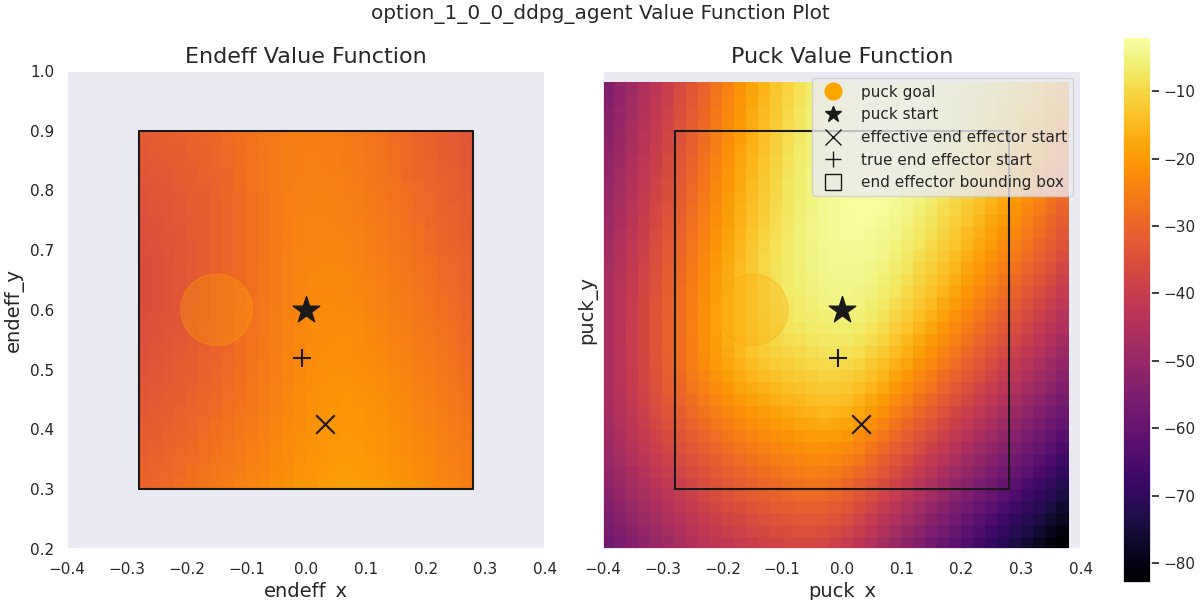 option_1_0_0_ddpg_agent Value Function Plot
Endeff Value Function
1.0
0.9
0.8
0.7
0.6
0.5
0.4
0.3
0.2
endeff_y
−0.4 −0.3 −0.2 −0.1 0.0 0.1 0.2 0.3 0.4
endeff_x
Puck Value Function
puck goal
puck start
effective end effector start
true end effector start
end effector bounding box
puck_y
−0.4 −0.3 −0.2 −0.1 0.0 0.1 0.2 0.3 0.4
puck_x
−10
−20
−30
−40
−50
−60
−70
−80